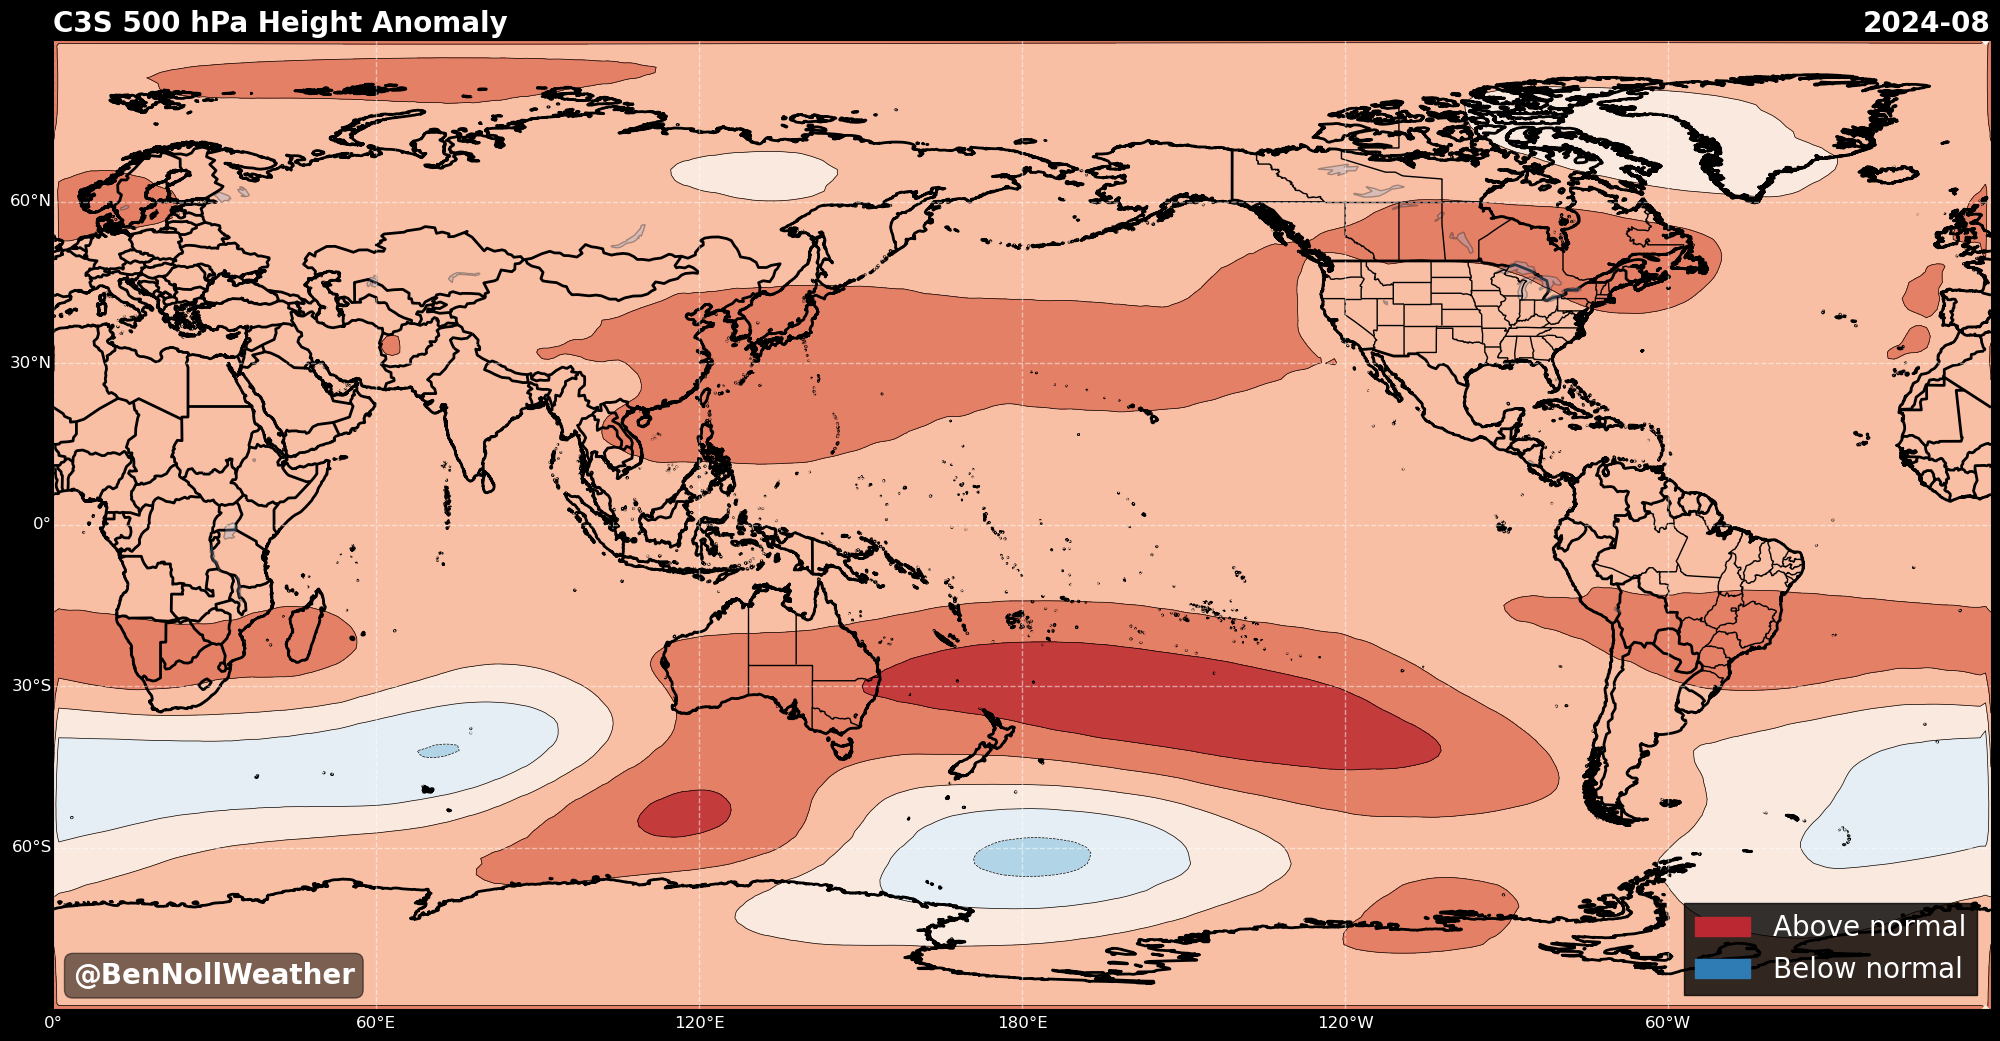 C3S 500 hPa Height Anomaly
2024-08
60°N
30°N
0°
30°S
60°S
Above normal
Below normal
@BenNollWeather
0°
60°E
120°E
180°E
120°W
60°W